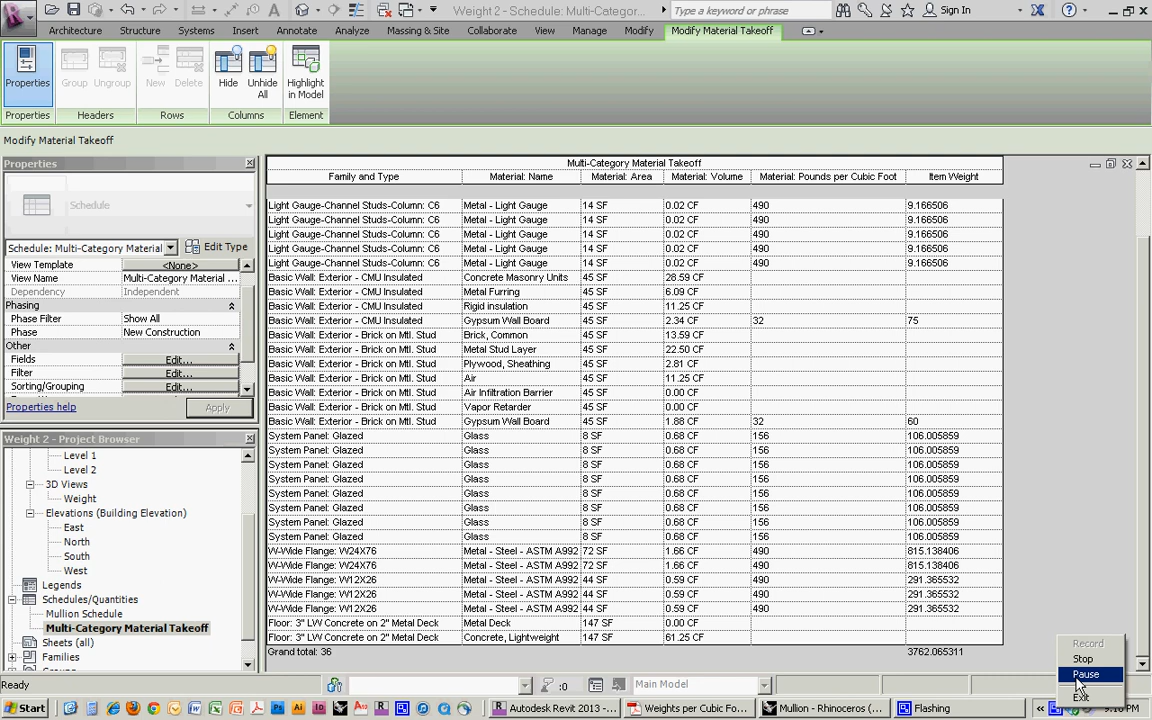 Weight 2 - Schedule: Multi-Categor...
Type a keyword or phrase
Sign In
Architecture Structure Systems Insert Annotate Analyze Massing & Site Collaborate View Manage Modify Modify Material Takeoff
Properties Group Ungroup New Delete Hide Unhide All Highlight in Model
Properties Headers Rows Columns Element
Modify Material Takeoff
Properties
Schedule
Schedule: Multi-Category Material Edit Type
View Template <None>
View Name Multi-Category Material ...
Dependency Independent
Phasing
Phase Filter Show All
Phase New Construction
Other
Fields Edit...
Filter Edit...
Sorting/Grouping Edit...
Properties help Apply
Weight 2 - Project Browser
Level 1
Level 2
3D Views
Weight
Elevations (Building Elevation)
East
North
South
West
Legends
Schedules/Quantities
Mullion Schedule
Multi-Category Material Takeoff
Sheets (all)
Families
Multi-Category Material Takeoff
Family and Type Material: Name Material: Area Material: Volume Material: Pounds per Cubic Foot Item Weight
Light Gauge-Channel Studs-Column: C6 Metal - Light Gauge 14 SF 0.02 CF 490 9.166506
Light Gauge-Channel Studs-Column: C6 Metal - Light Gauge 14 SF 0.02 CF 490 9.166506
Light Gauge-Channel Studs-Column: C6 Metal - Light Gauge 14 SF 0.02 CF 490 9.166506
Light Gauge-Channel Studs-Column: C6 Metal - Light Gauge 14 SF 0.02 CF 490 9.166506
Light Gauge-Channel Studs-Column: C6 Metal - Light Gauge 14 SF 0.02 CF 490 9.166506
Basic Wall: Exterior - CMU Insulated Concrete Masonry Units 45 SF 28.59 CF
Basic Wall: Exterior - CMU Insulated Metal Furring 45 SF 6.09 CF
Basic Wall: Exterior - CMU Insulated Rigid insulation 45 SF 11.25 CF
Basic Wall: Exterior - CMU Insulated Gypsum Wall Board 45 SF 2.34 CF 32 75
Basic Wall: Exterior - Brick on Mtl. Stud Brick, Common 45 SF 13.59 CF
Basic Wall: Exterior - Brick on Mtl. Stud Metal Stud Layer 45 SF 22.50 CF
Basic Wall: Exterior - Brick on Mtl. Stud Plywood, Sheathing 45 SF 2.81 CF
Basic Wall: Exterior - Brick on Mtl. Stud Air 45 SF 11.25 CF
Basic Wall: Exterior - Brick on Mtl. Stud Air Infiltration Barrier 45 SF 0.00 CF
Basic Wall: Exterior - Brick on Mtl. Stud Vapor Retarder 45 SF 0.00 CF
Basic Wall: Exterior - Brick on Mtl. Stud Gypsum Wall Board 45 SF 1.88 CF 32 60
System Panel: Glazed Glass 8 SF 0.68 CF 156 106.005859
System Panel: Glazed Glass 8 SF 0.68 CF 156 106.005859
System Panel: Glazed Glass 8 SF 0.68 CF 156 106.005859
System Panel: Glazed Glass 8 SF 0.68 CF 156 106.005859
System Panel: Glazed Glass 8 SF 0.68 CF 156 106.005859
System Panel: Glazed Glass 8 SF 0.68 CF 156 106.005859
System Panel: Glazed Glass 8 SF 0.68 CF 156 106.005859
System Panel: Glazed Glass 8 SF 0.68 CF 156 106.005859
W-Wide Flange: W24X76 Metal - Steel - ASTM A992 72 SF 1.66 CF 490 815.138406
W-Wide Flange: W24X76 Metal - Steel - ASTM A992 72 SF 1.66 CF 490 815.138406
W-Wide Flange: W12X26 Metal - Steel - ASTM A992 44 SF 0.59 CF 490 291.365532
W-Wide Flange: W12X26 Metal - Steel - ASTM A992 44 SF 0.59 CF 490 291.365532
W-Wide Flange: W12X26 Metal - Steel - ASTM A992 44 SF 0.59 CF 490 291.365532
Floor: 3" LW Concrete on 2" Metal Deck Metal Deck 147 SF 0.00 CF
Floor: 3" LW Concrete on 2" Metal Deck Concrete, Lightweight 147 SF 61.25 CF
Grand total: 36 3762.065311
Record
Stop
Pause
Exit
Ready :0 Main Model
Start Autodesk Revit 2013 -... Weights per Cubic Fo... Mullion - Rhinoceros (... Flashing